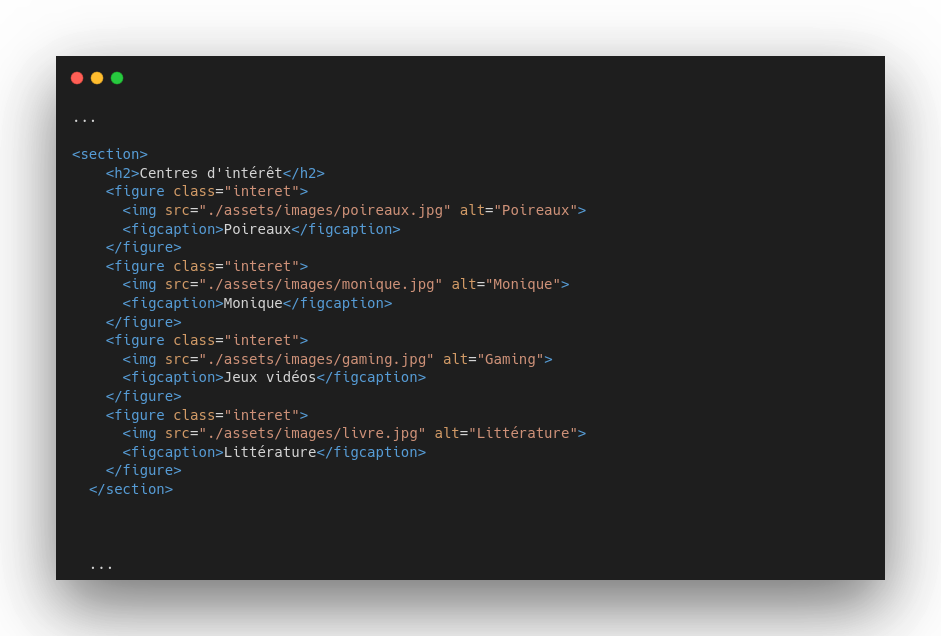 ...
<section>
<h2>Centres d'intérêt</h2>
<figure class="interet">
<img src="./assets/images/poireaux.jpg" alt="Poireaux">
<figcaption>Poireaux</figcaption>
</figure>
<figure class="interet">
<img src="./assets/images/monique.jpg" alt="Monique">
<figcaption>Monique</figcaption>
</figure>
<figure class="interet">
<img src="./assets/images/gaming.jpg" alt="Gaming">
<figcaption>Jeux vidéos</figcaption>
</figure>
<figure class="interet">
<img src="./assets/images/livre.jpg" alt="Littérature">
<figcaption>Littérature</figcaption>
</figure>
</section>
...